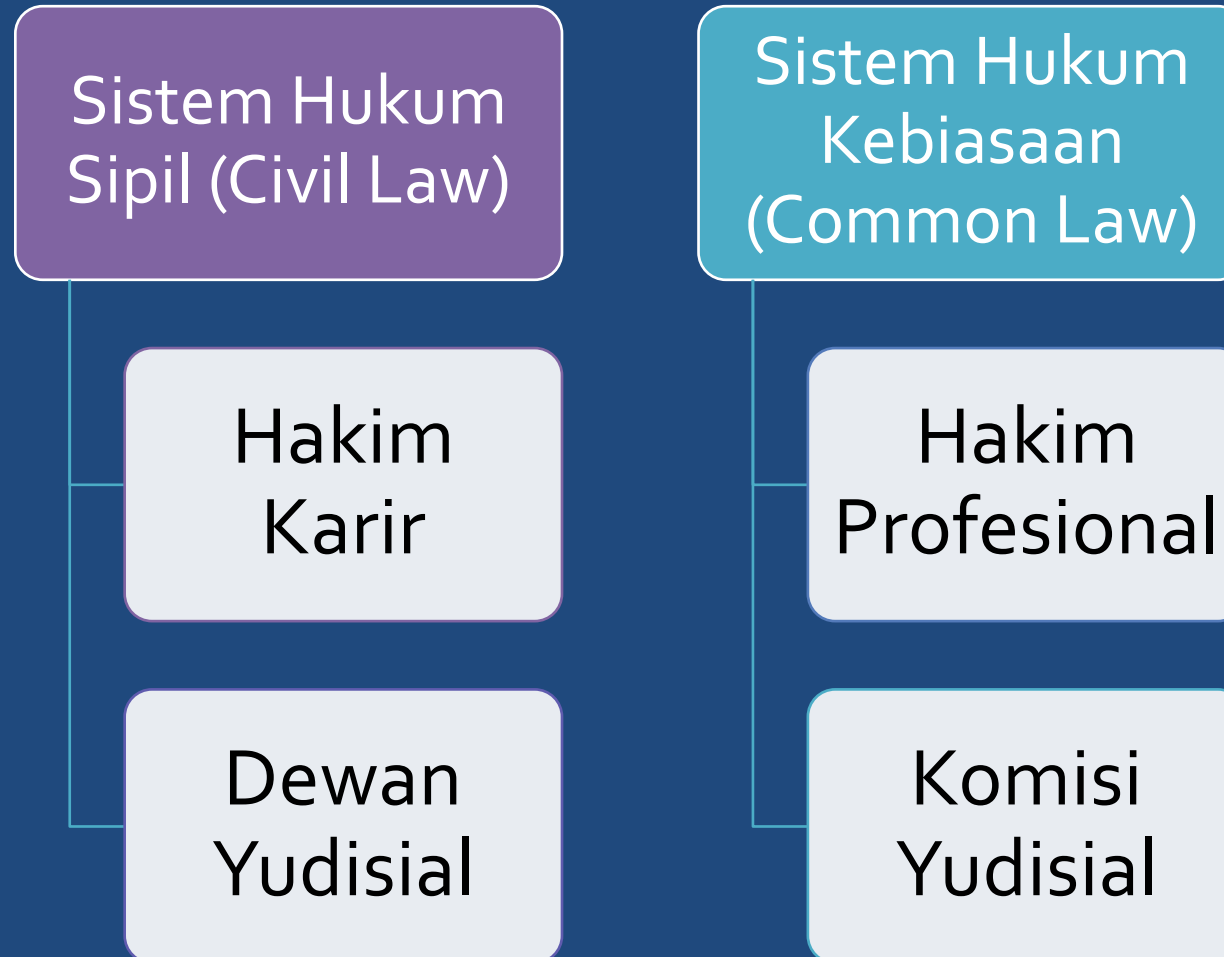 Sistem Hukum
Sipil (Civil Law)
Hakim
Karir
Dewan
Yudisial
Sistem Hukum
Kebiasaan
(Common Law)
Hakim
Profesional
Komisi
Yudisial